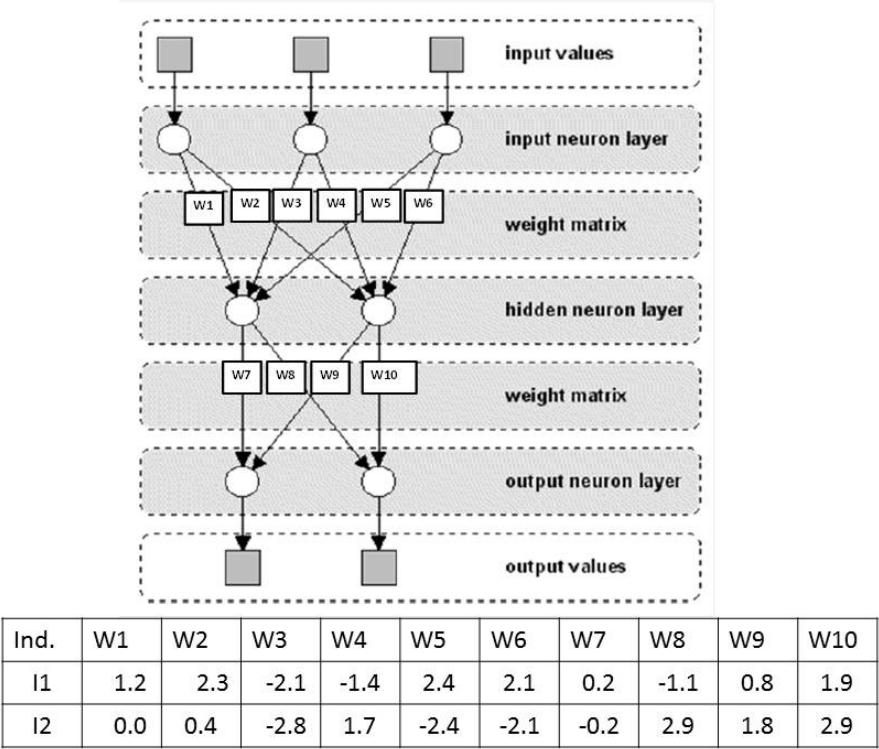 input values
input neuron layer
W1 W2 W3 W4 W5 W6
weight matrix
hidden neuron layer
W7 W8 W9 W10
weight matrix
output neuron layer
output values
Ind. W1 W2 W3 W4 W5 W6 W7 W8 W9 W10
I1 1.2 2.3 -2.1 -1.4 2.4 2.1 0.2 -1.1 0.8 1.9
I2 0.0 0.4 -2.8 1.7 -2.4 -2.1 -0.2 2.9 1.8 2.9